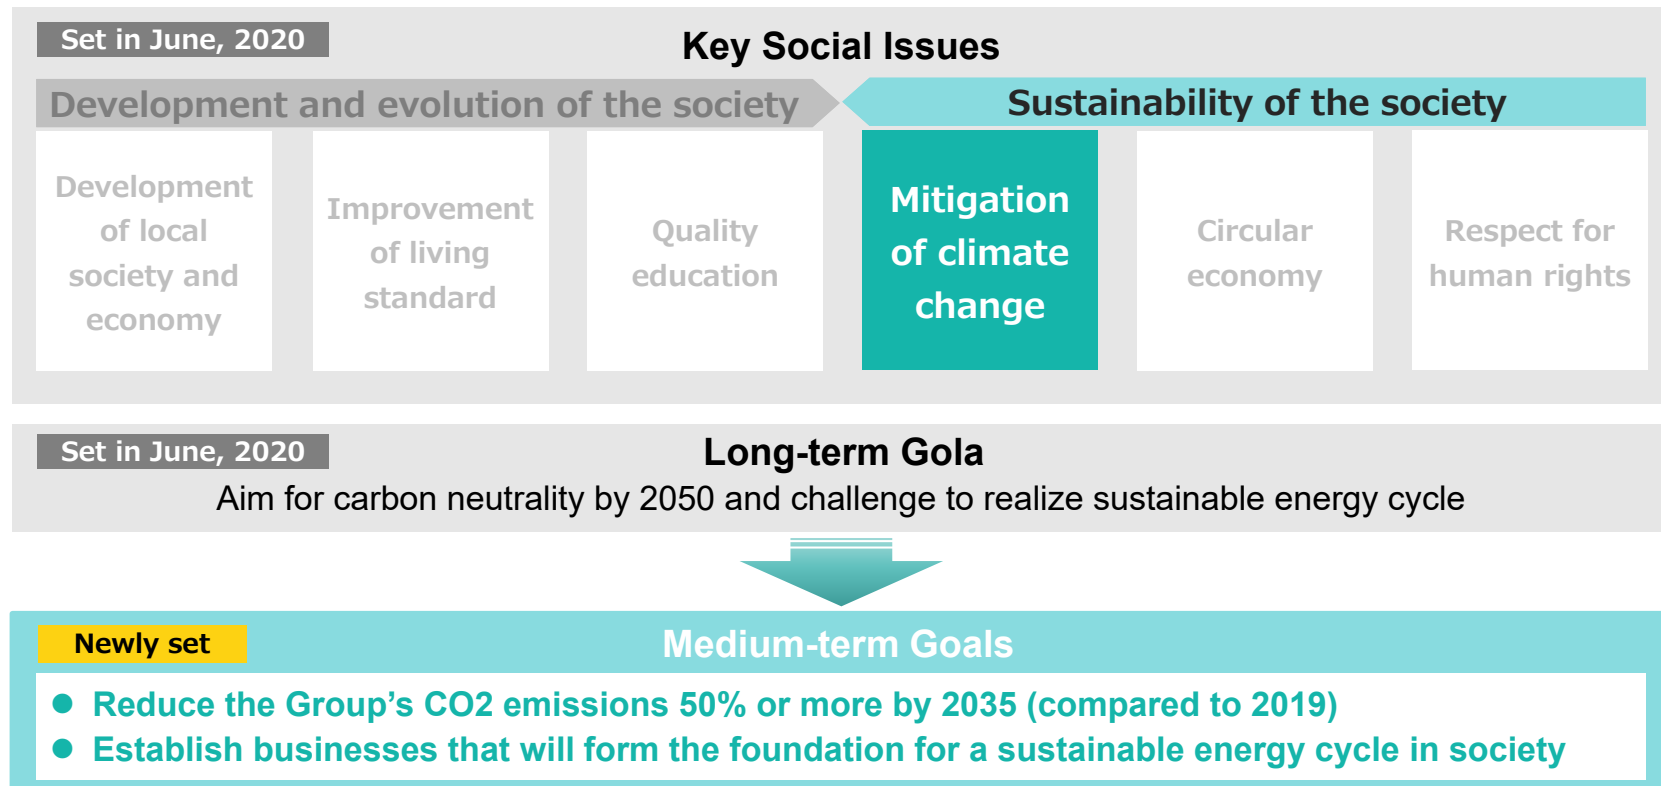 Set in June, 2020
Key Social Issues
Development and evolution of the society
Sustainability of the society
Development
of local
society and
economy
Improvement
of living
standard
Quality
education
Mitigation
of climate
change
Circular
economy
Respect for
human rights
Set in June, 2020
Long-term Gola
Aim for carbon neutrality by 2050 and challenge to realize sustainable energy cycle
Newly set
Medium-term Goals
● Reduce the Group’s CO2 emissions 50% or more by 2035 (compared to 2019)
● Establish businesses that will form the foundation for a sustainable energy cycle in society